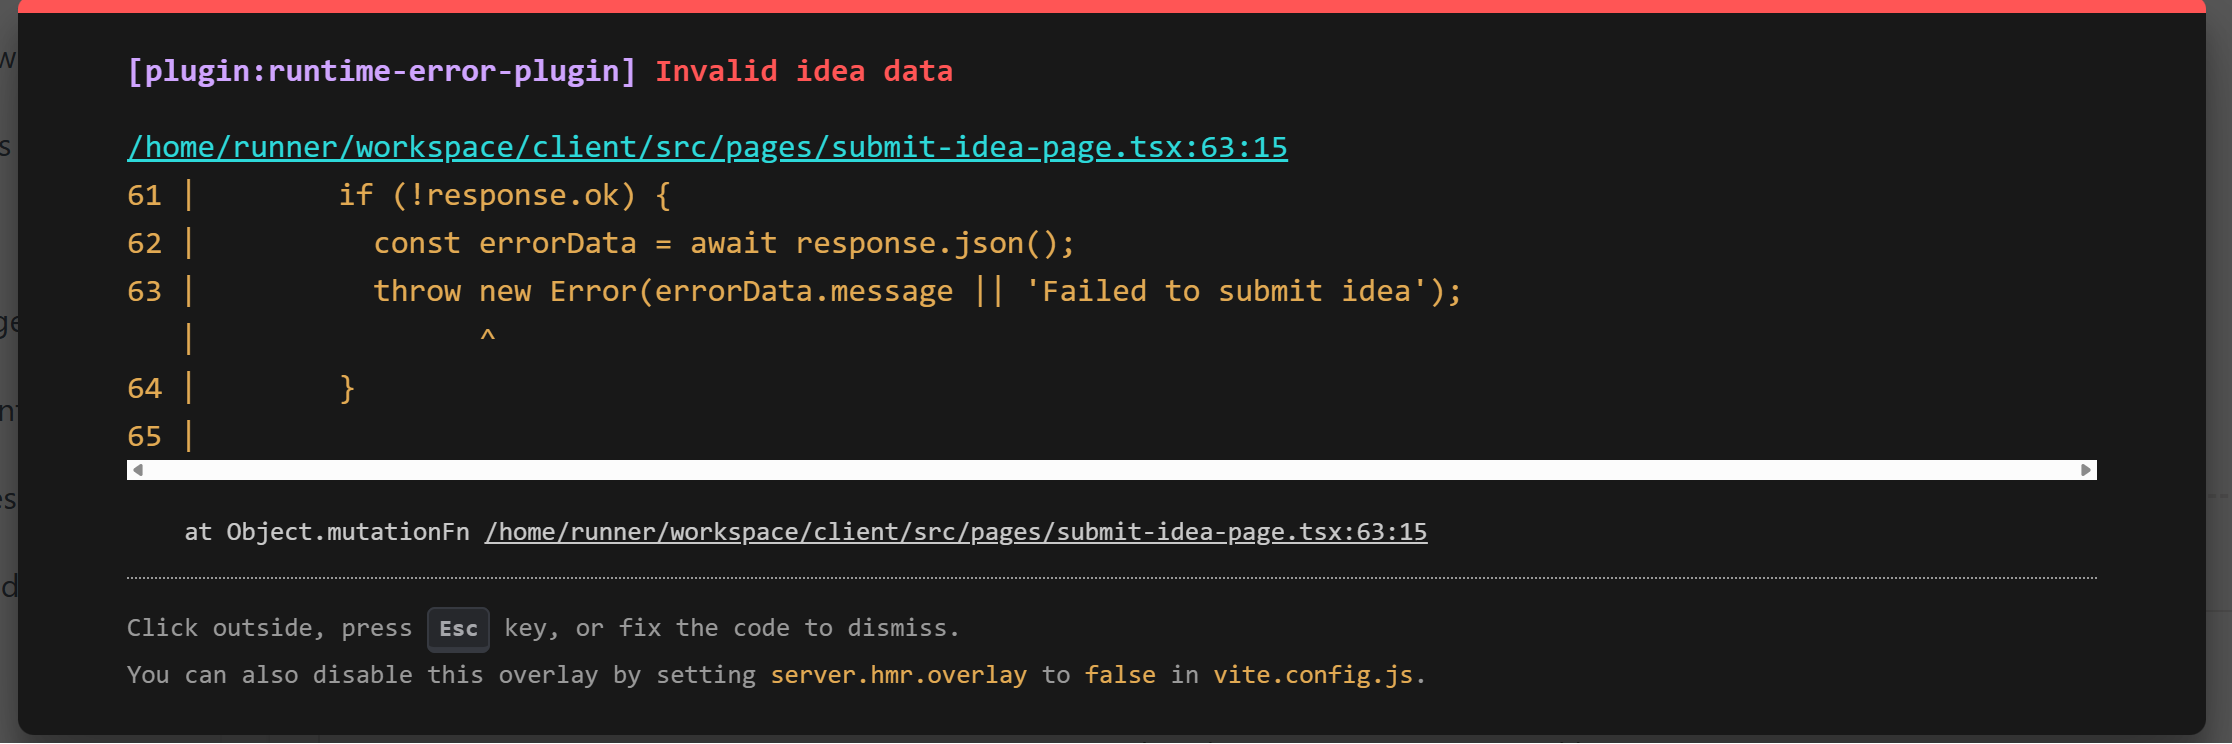 [plugin:runtime-error-plugin] Invalid idea data
/home/runner/workspace/client/src/pages/submit-idea-page.tsx:63:15
61 |        if (!response.ok) {
62 |          const errorData = await response.json();
63 |          throw new Error(errorData.message || 'Failed to submit idea');
   |                ^
64 |        }
65 |
at Object.mutationFn /home/runner/workspace/client/src/pages/submit-idea-page.tsx:63:15
Click outside, press Esc key, or fix the code to dismiss.
You can also disable this overlay by setting server.hmr.overlay to false in vite.config.js.